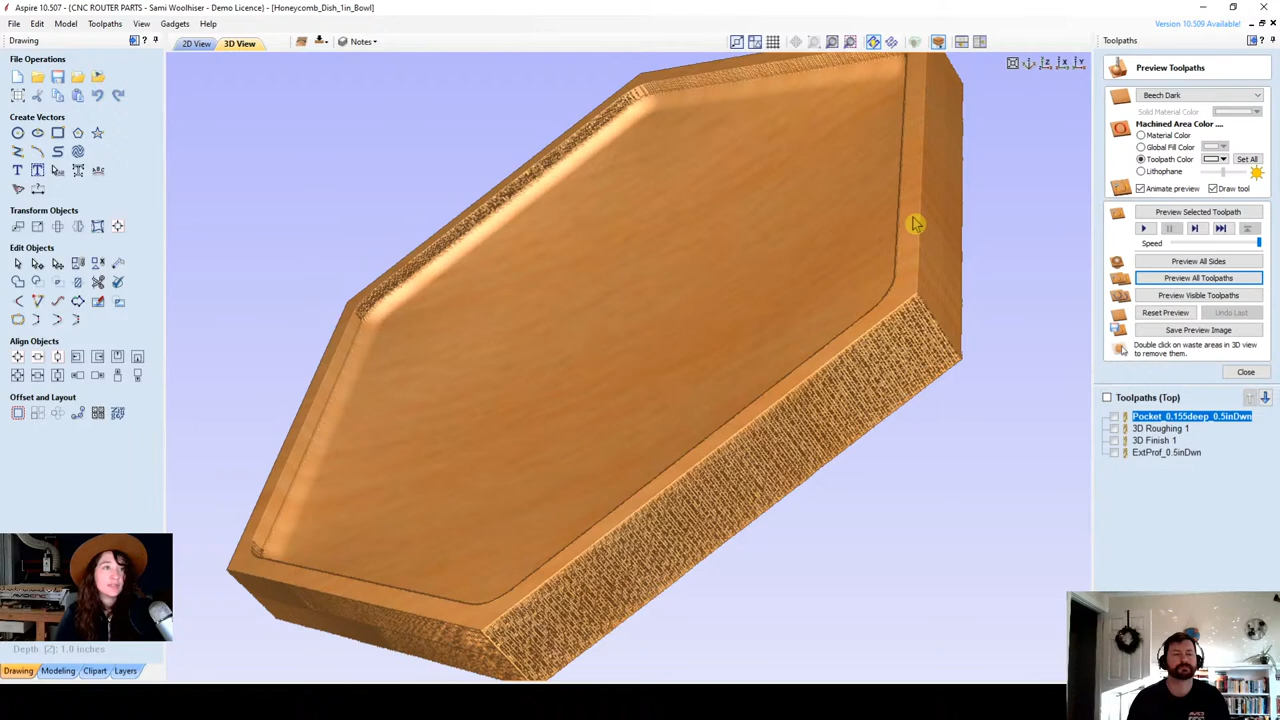 Aspire 10.507 - (CNC ROUTER PARTS) - Sami Woolhiser - Demo Licence) - [Honeycomb_Dish_1in_Bowl]
File Edit Model Toolpaths View Gadgets Help
Version 10.509 Available!
Drawing
2D View 3D View Notes
File Operations
Create Vectors
Transform Objects
Edit Objects
Align Objects
Offset and Layout
Depth (Z): 1.0 inches
Drawing Modeling Clipart Layers
Toolpaths
Preview Toolpaths
Beech Dark
Solid Material Color
Machined Area Color ....
Material Color
Global Fill Color
Toolpath Color Set All
Lithophane
Animate preview Draw tool
Preview Selected Toolpath
Speed
Preview All Sides
Preview All Toolpaths
Preview Visible Toolpaths
Reset Preview Undo Last
Save Preview Image
Double click on waste areas in 3D view
to remove them.
Close
Toolpaths (Top)
Pocket_0.155deep_0.5inDwn
3D Roughing 1
3D Finish 1
ExtProf_0.5inDwn